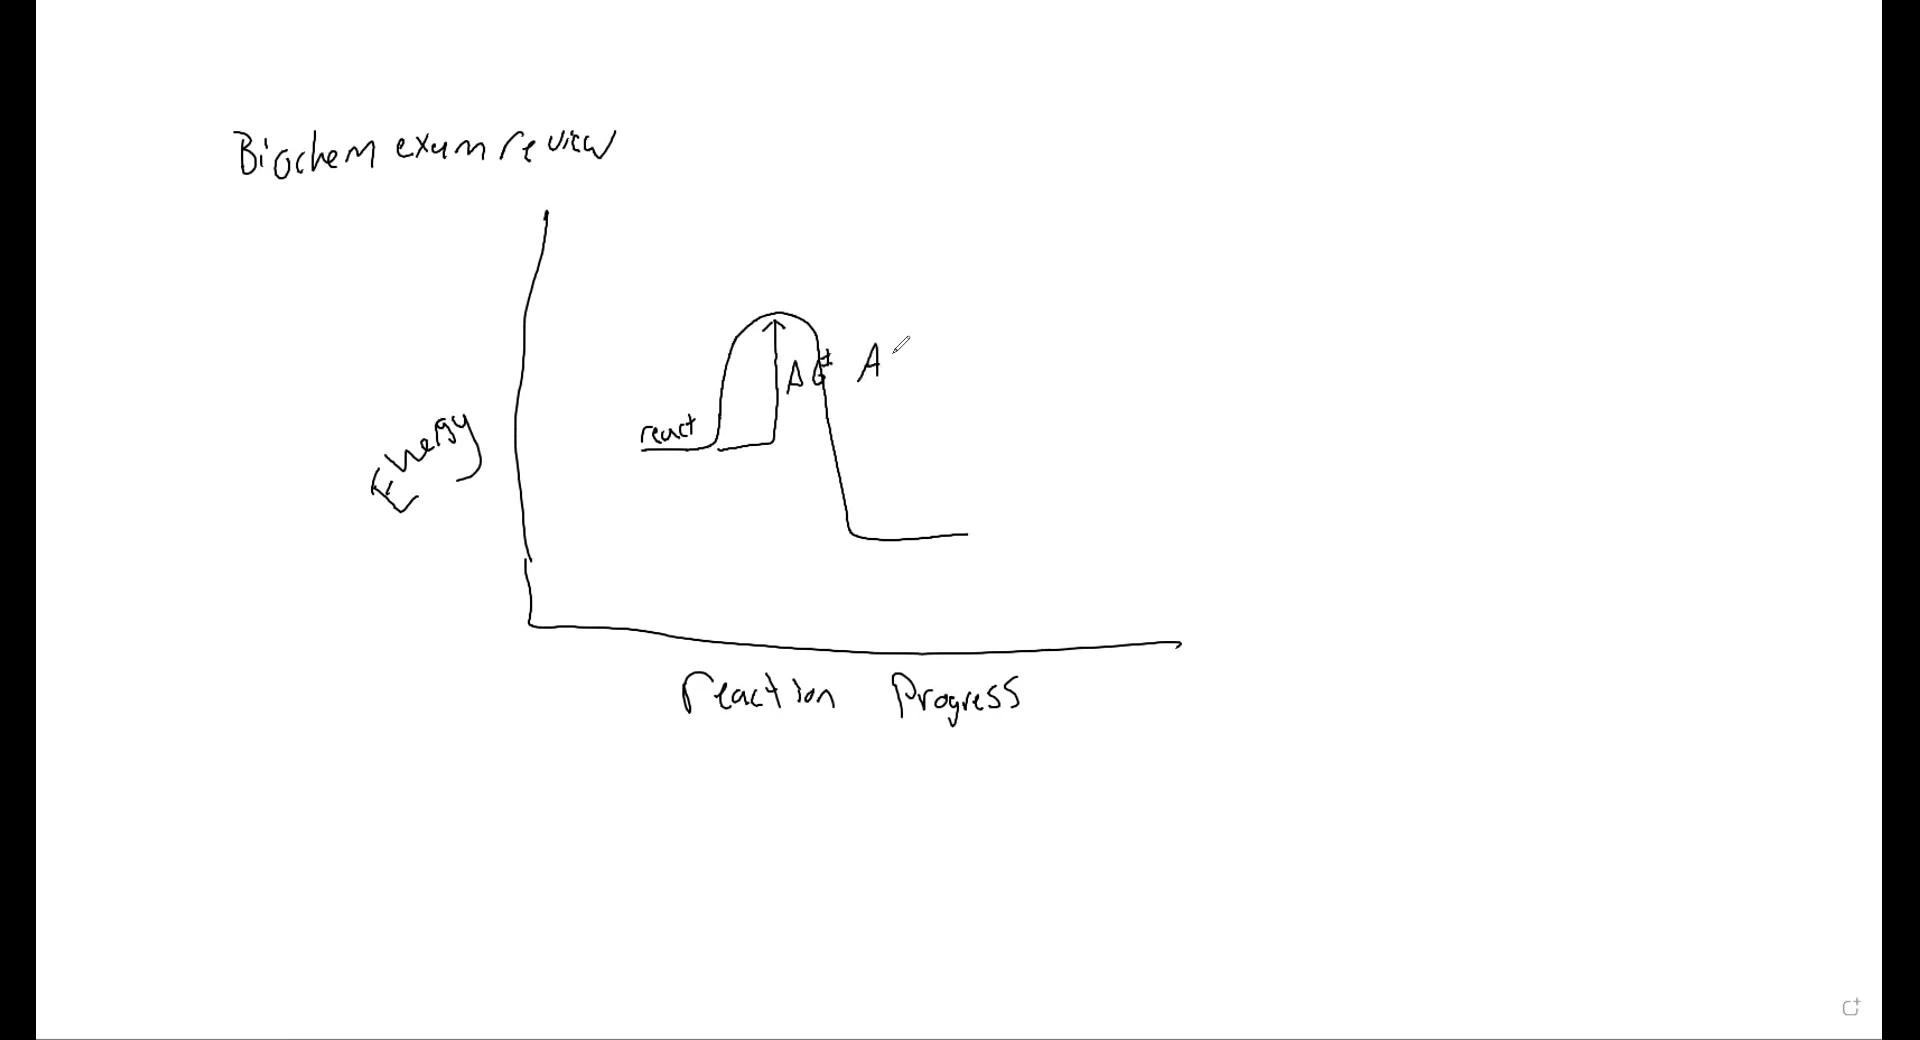 Biochem exam review
react
ΔG‡ A
Energy
reaction Progress